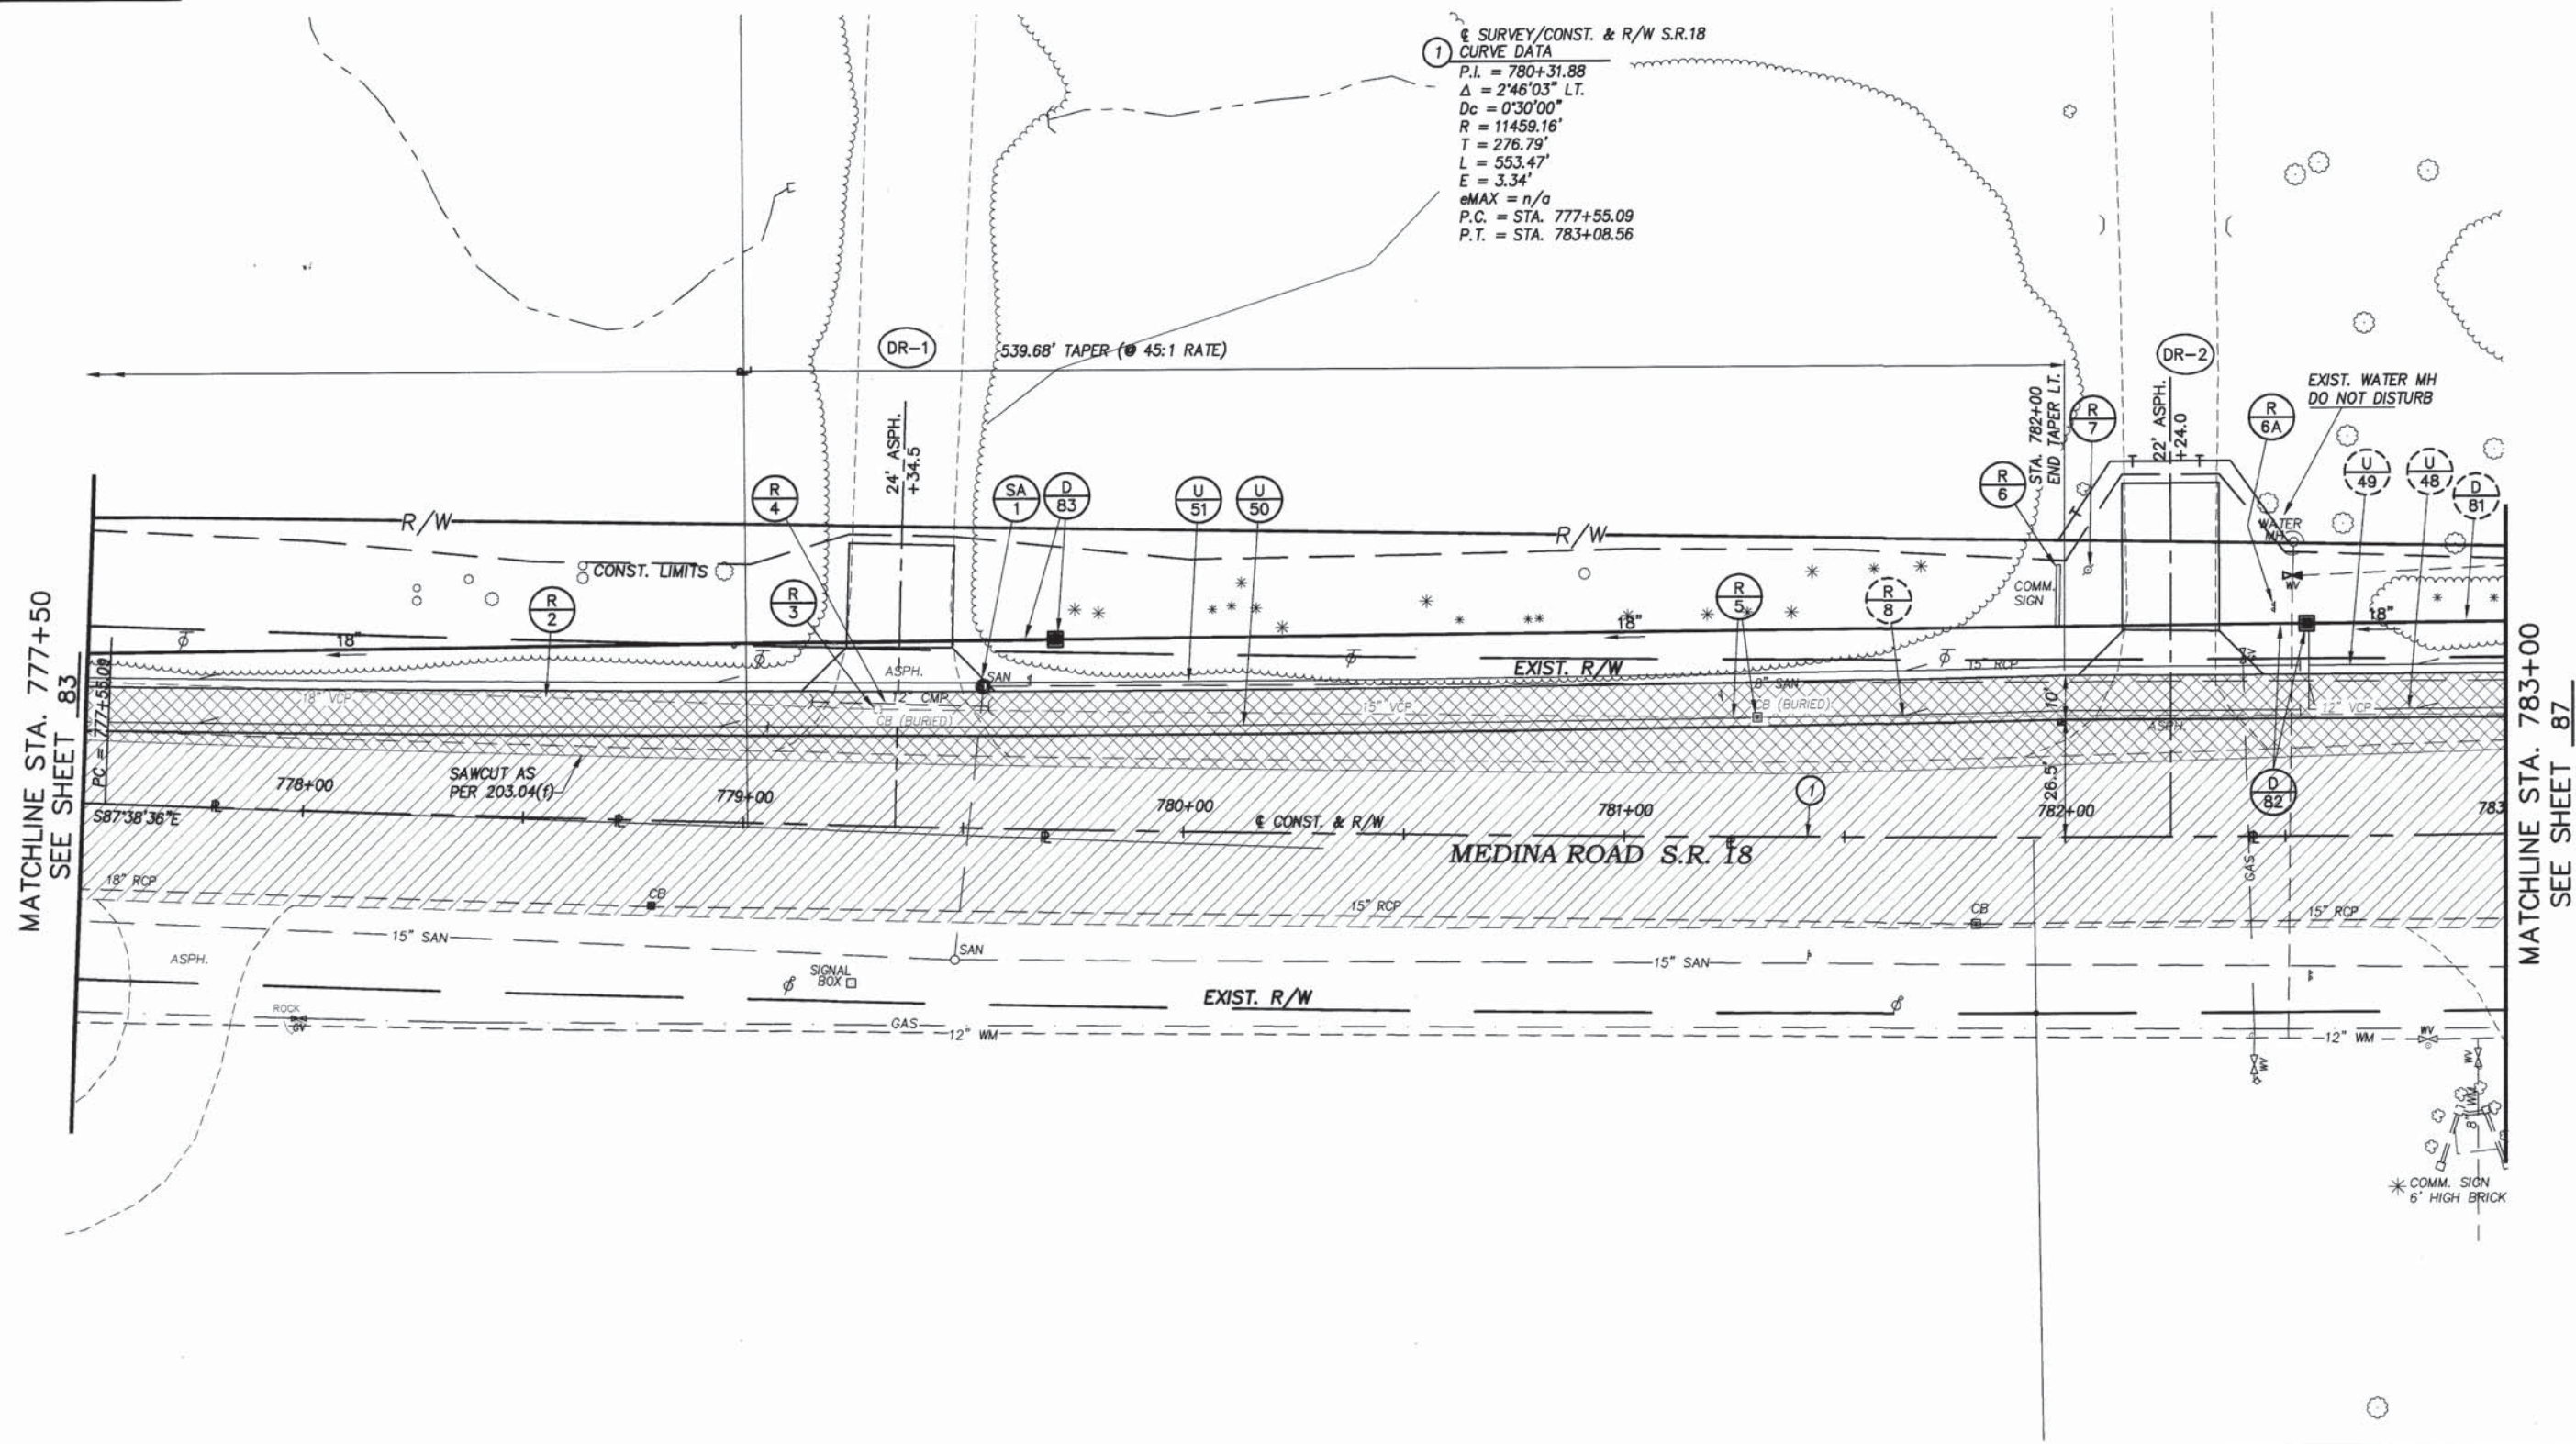 ℄ SURVEY/CONST. & R/W S.R.18
1 CURVE DATA
P.I. = 780+31.88
Δ = 2°46'03" LT.
Dc = 0°30'00"
R = 11459.16'
T = 276.79'
L = 553.47'
E = 3.34'
eMAX = n/a
P.C. = STA. 777+55.09
P.T. = STA. 783+08.56
DR-1
539.68' TAPER (@ 45:1 RATE)
DR-2
24' ASPH.
+34.5
STA. 782+00
END TAPER LT.
22' ASPH.
+24.0
EXIST. WATER MH
DO NOT DISTURB
R
7
R
6A
R
4
SA
1
D
83
U
51
U
50
R
6
U
49
U
48
D
81
R/W
R/W
WATER
MH
WV
CONST. LIMITS
R
2
R
3
R
5
R
8
COMM.
SIGN
18"
18"
18"
ASPH.
SAN
EXIST. R/W
15" RCP
8" SAN
10'
18" VCP
12" CMP
CB (BURIED)
15" VCP
CB (BURIED)
12" VCP
ASPH.
MATCHLINE STA. 777+50
SEE SHEET 83
PC = 777+55.09
MATCHLINE STA. 783+00
SEE SHEET 87
SAWCUT AS
PER 203.04(f)
778+00
779+00
780+00
781+00
782+00
783
26.5'
1
D
82
S87°38'36"E
℄ CONST. & R/W
MEDINA ROAD S.R. 18
GAS
18" RCP
CB
15" RCP
CB
15" RCP
15" SAN
SAN
15" SAN
ASPH.
SIGNAL
BOX
EXIST. R/W
ROCK
GV
GAS
12" WM
12" WM
WV
WV
WV
8" WM
COMM. SIGN
6' HIGH BRICK